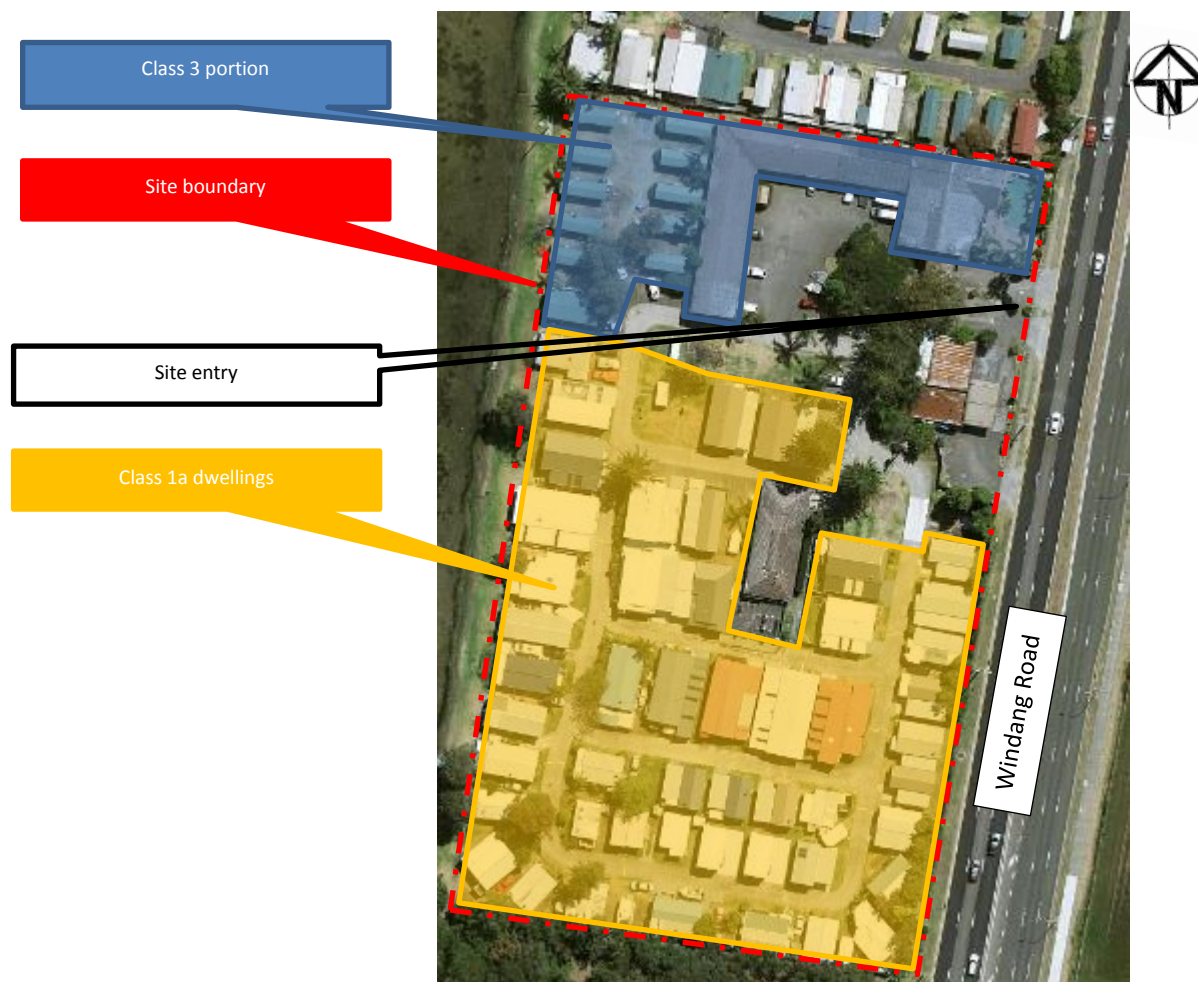 Class 3 portion
N
Site boundary
Site entry
Class 1a dwellings
Windang Road